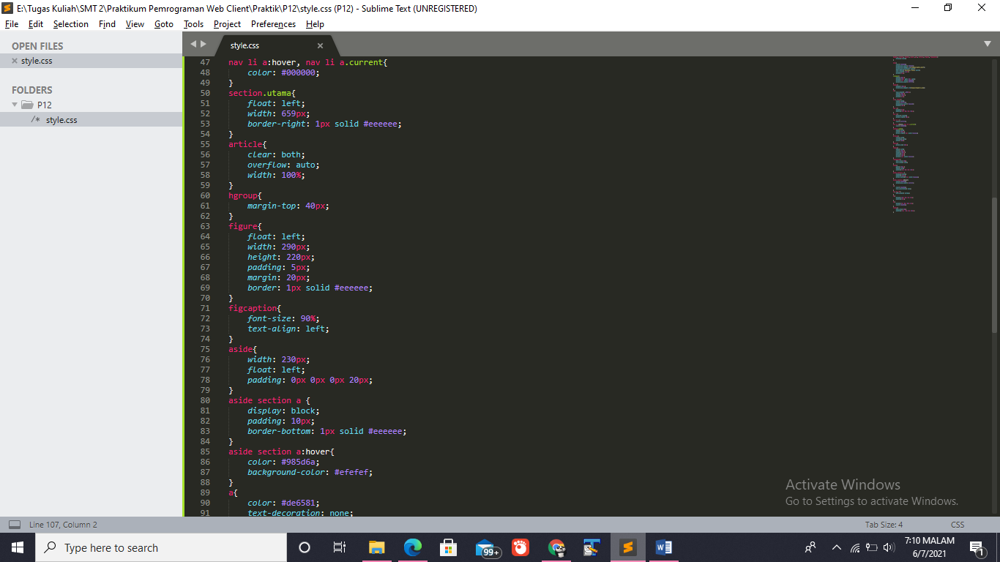 E:\Tugas Kuliah\SMT 2\Praktikum Pemrograman Web Client\Praktik\P12\style.css (P12) - Sublime Text (UNREGISTERED)
File Edit Selection Find View Goto Tools Project Preferences Help
OPEN FILES
style.css
FOLDERS
P12
/* style.css
style.css
47 nav li a:hover, nav li a.current{
48 color: #000000;
49 }
50 section.utama{
51 float: left;
52 width: 659px;
53 border-right: 1px solid #eeeeee;
54 }
55 article{
56 clear: both;
57 overflow: auto;
58 width: 100%;
59 }
60 hgroup{
61 margin-top: 40px;
62 }
63 figure{
64 float: left;
65 width: 290px;
66 height: 220px;
67 padding: 5px;
68 margin: 20px;
69 border: 1px solid #eeeeee;
70 }
71 figcaption{
72 font-size: 90%;
73 text-align: left;
74 }
75 aside{
76 width: 230px;
77 float: left;
78 padding: 0px 0px 0px 20px;
79 }
80 aside section a {
81 display: block;
82 padding: 10px;
83 border-bottom: 1px solid #eeeeee;
84 }
85 aside section a:hover{
86 color: #985d6a;
87 background-color: #efefef;
88 }
89 a{
90 color: #de6581;
91 text-decoration: none;
Activate Windows
Go to Settings to activate Windows.
Line 107, Column 2
Tab Size: 4
CSS
Type here to search
99+
7:10 MALAM
6/7/2021
1